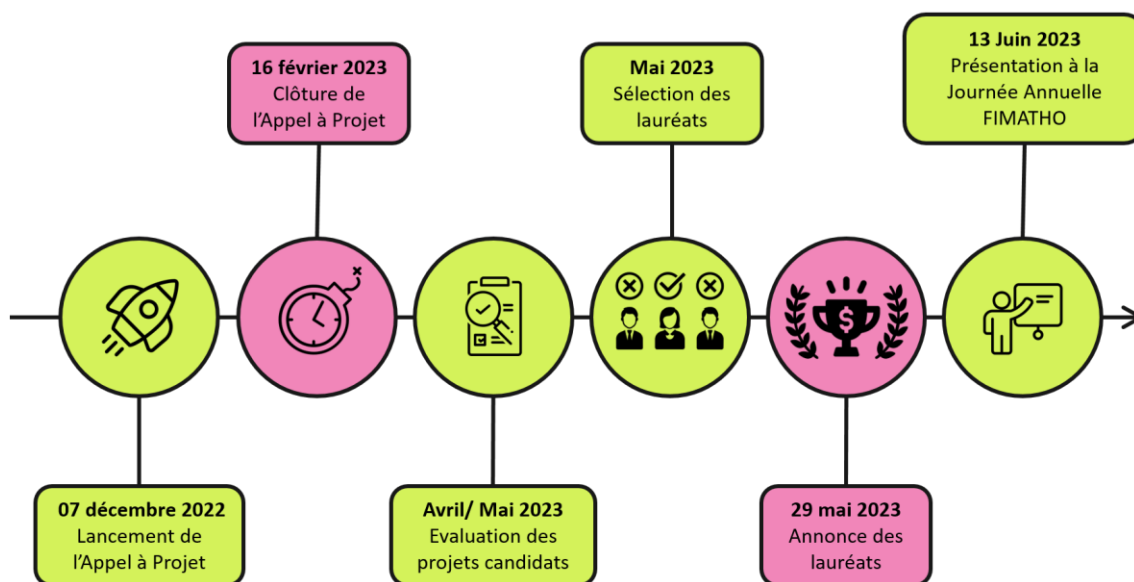 16 février 2023
Clôture de
l'Appel à Projet
Mai 2023
Sélection des
lauréats
13 Juin 2023
Présentation à la
Journée Annuelle
FIMATHO
$
07 décembre 2022
Lancement de
l'Appel à Projet
Avril/ Mai 2023
Evaluation des
projets candidats
29 mai 2023
Annonce des
lauréats